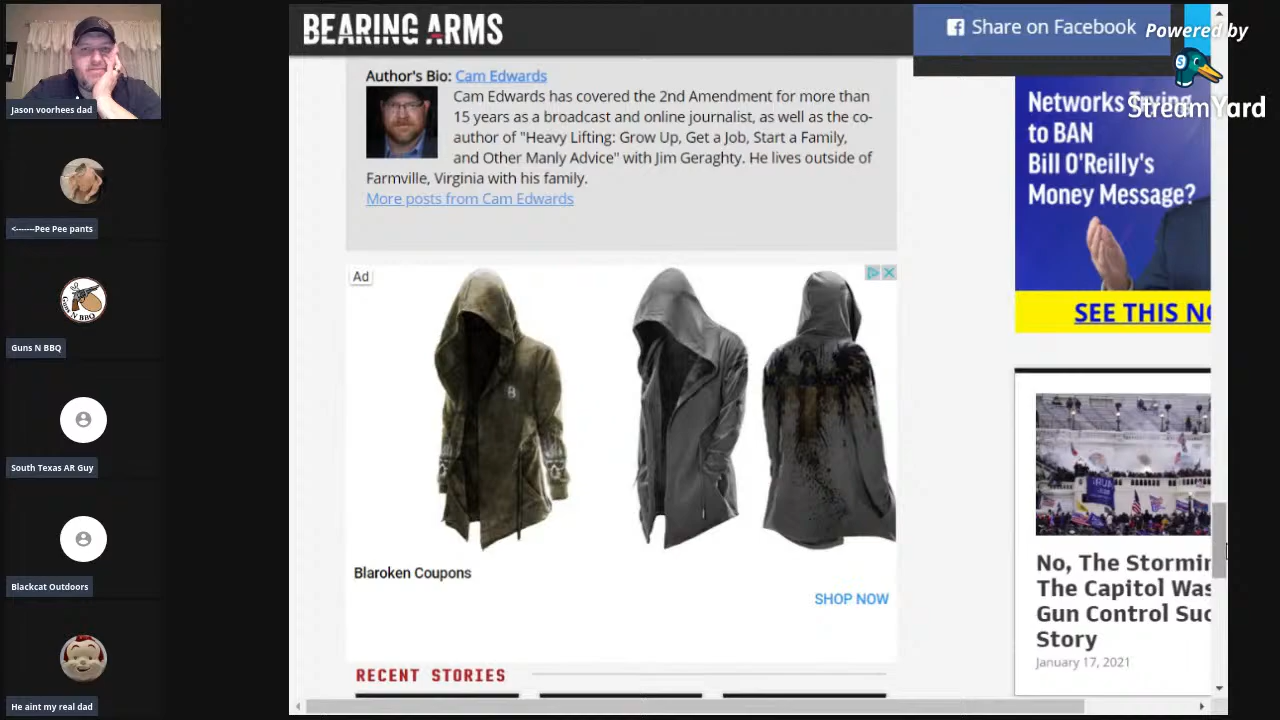 Jason voorhees dad
<-------Pee Pee pants
Guns N BBQ
Guns N BBQ
South Texas AR Guy
Blackcat Outdoors
He aint my real dad
BEARING ARMS
Share on Facebook
Powered by
StreamYard
Author's Bio: Cam Edwards
Cam Edwards has covered the 2nd Amendment for more than
15 years as a broadcast and online journalist, as well as the co-
author of "Heavy Lifting: Grow Up, Get a Job, Start a Family,
and Other Manly Advice" with Jim Geraghty. He lives outside of
Farmville, Virginia with his family.
More posts from Cam Edwards
Ad
Blaroken Coupons
SHOP NOW
RECENT STORIES
Networks Trying
to BAN
Bill O'Reilly's
Money Message?
SEE THIS
No, The
The Capitol
Gun Control
Story
January 17, 2021